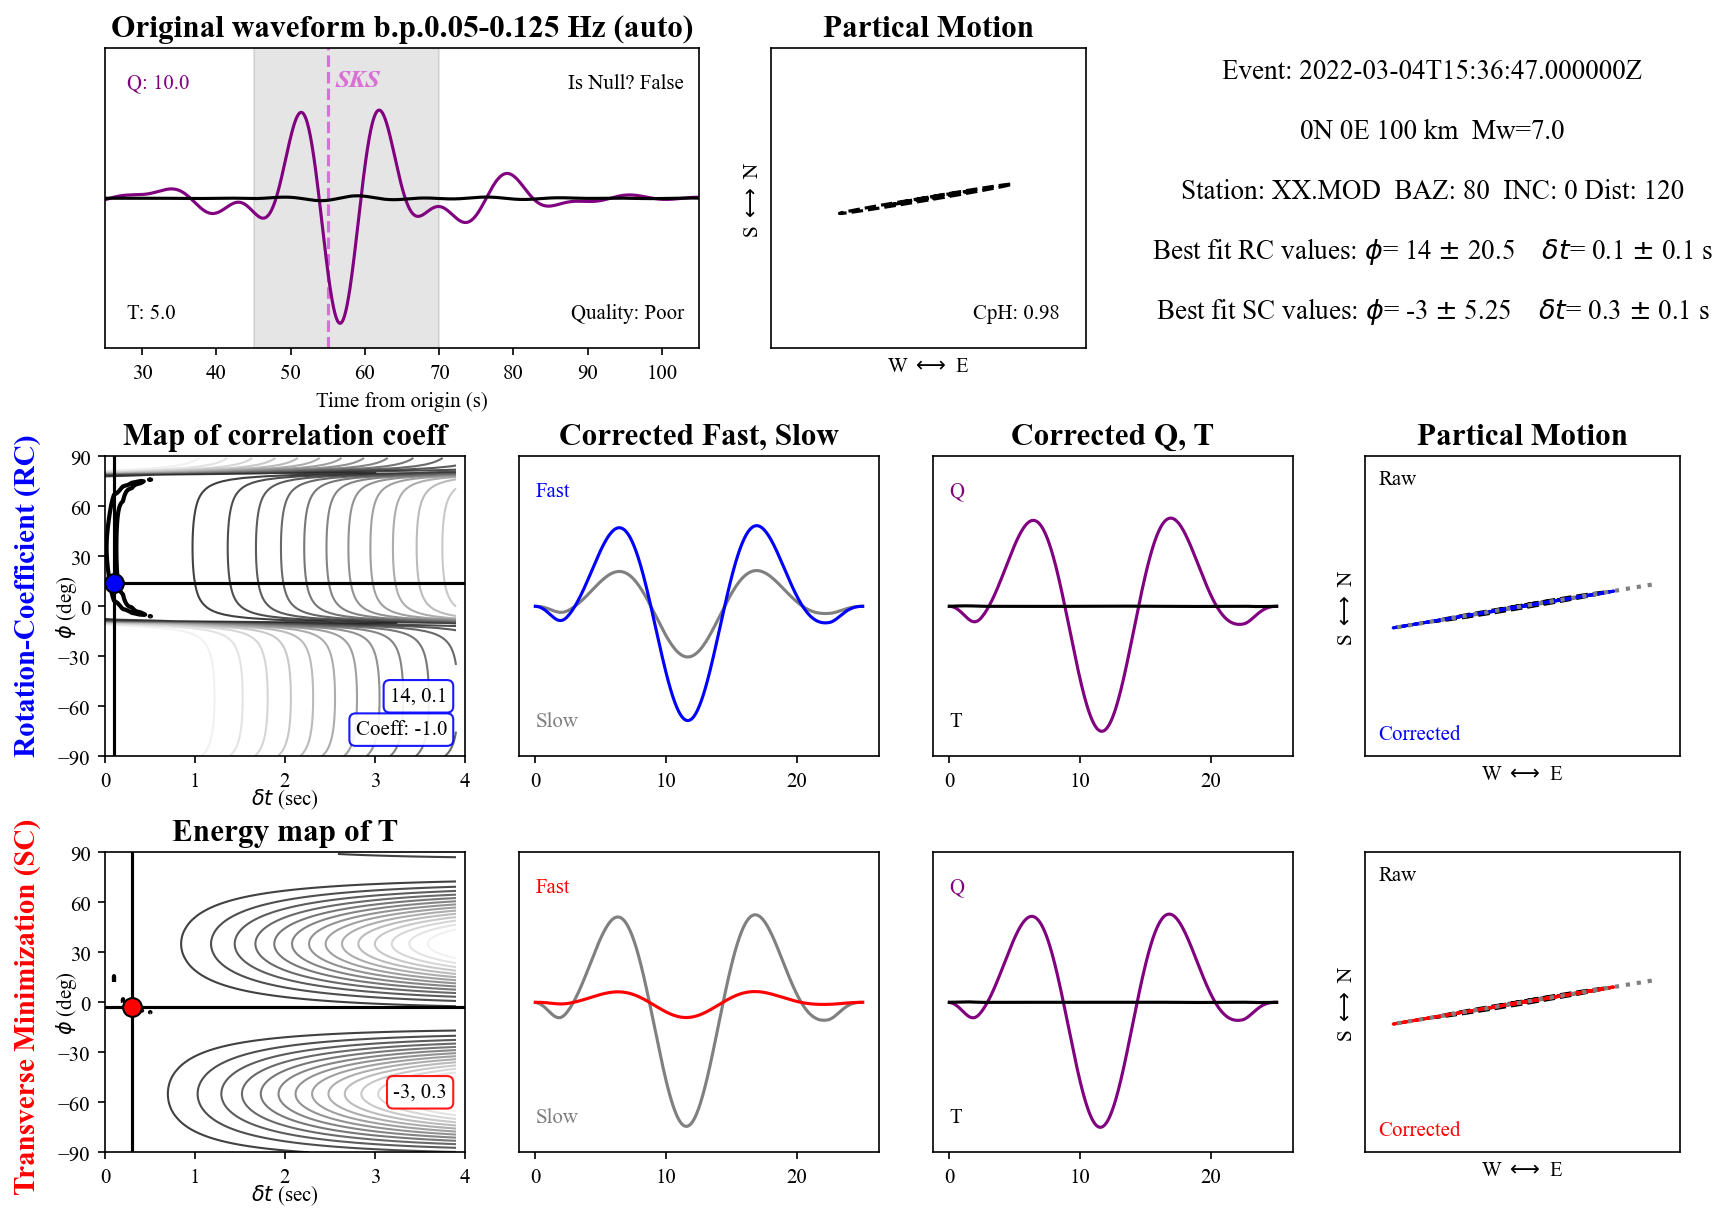 Original waveform b.p.0.05-0.125 Hz (auto)
Q: 10.0
SKS
Is Null? False
T: 5.0
Quality: Poor
30 40 50 60 70 80 90 100
Time from origin (s)
Partical Motion
S ⟷ N
CpH: 0.98
W ⟷ E
Event: 2022-03-04T15:36:47.000000Z
0N 0E 100 km  Mw=7.0
Station: XX.MOD  BAZ: 80  INC: 0 Dist: 120
Best fit RC values: ϕ= 14 ± 20.5    δt= 0.1 ± 0.1 s
Best fit SC values: ϕ= -3 ± 5.25    δt= 0.3 ± 0.1 s
Rotation-Coefficient (RC)
Map of correlation coeff
ϕ (deg)
90
60
30
0
−30
−60
−90
14, 0.1
Coeff: -1.0
0 1 2 3 4
δt (sec)
Corrected Fast, Slow
Fast
Slow
0 10 20
Corrected Q, T
Q
T
0 10 20
Partical Motion
Raw
S ⟷ N
Corrected
W ⟷ E
Transverse Minimization (SC)
Energy map of T
ϕ (deg)
90
60
30
0
−30
−60
−90
-3, 0.3
0 1 2 3 4
δt (sec)
Fast
Slow
0 10 20
Q
T
0 10 20
Raw
S ⟷ N
Corrected
W ⟷ E